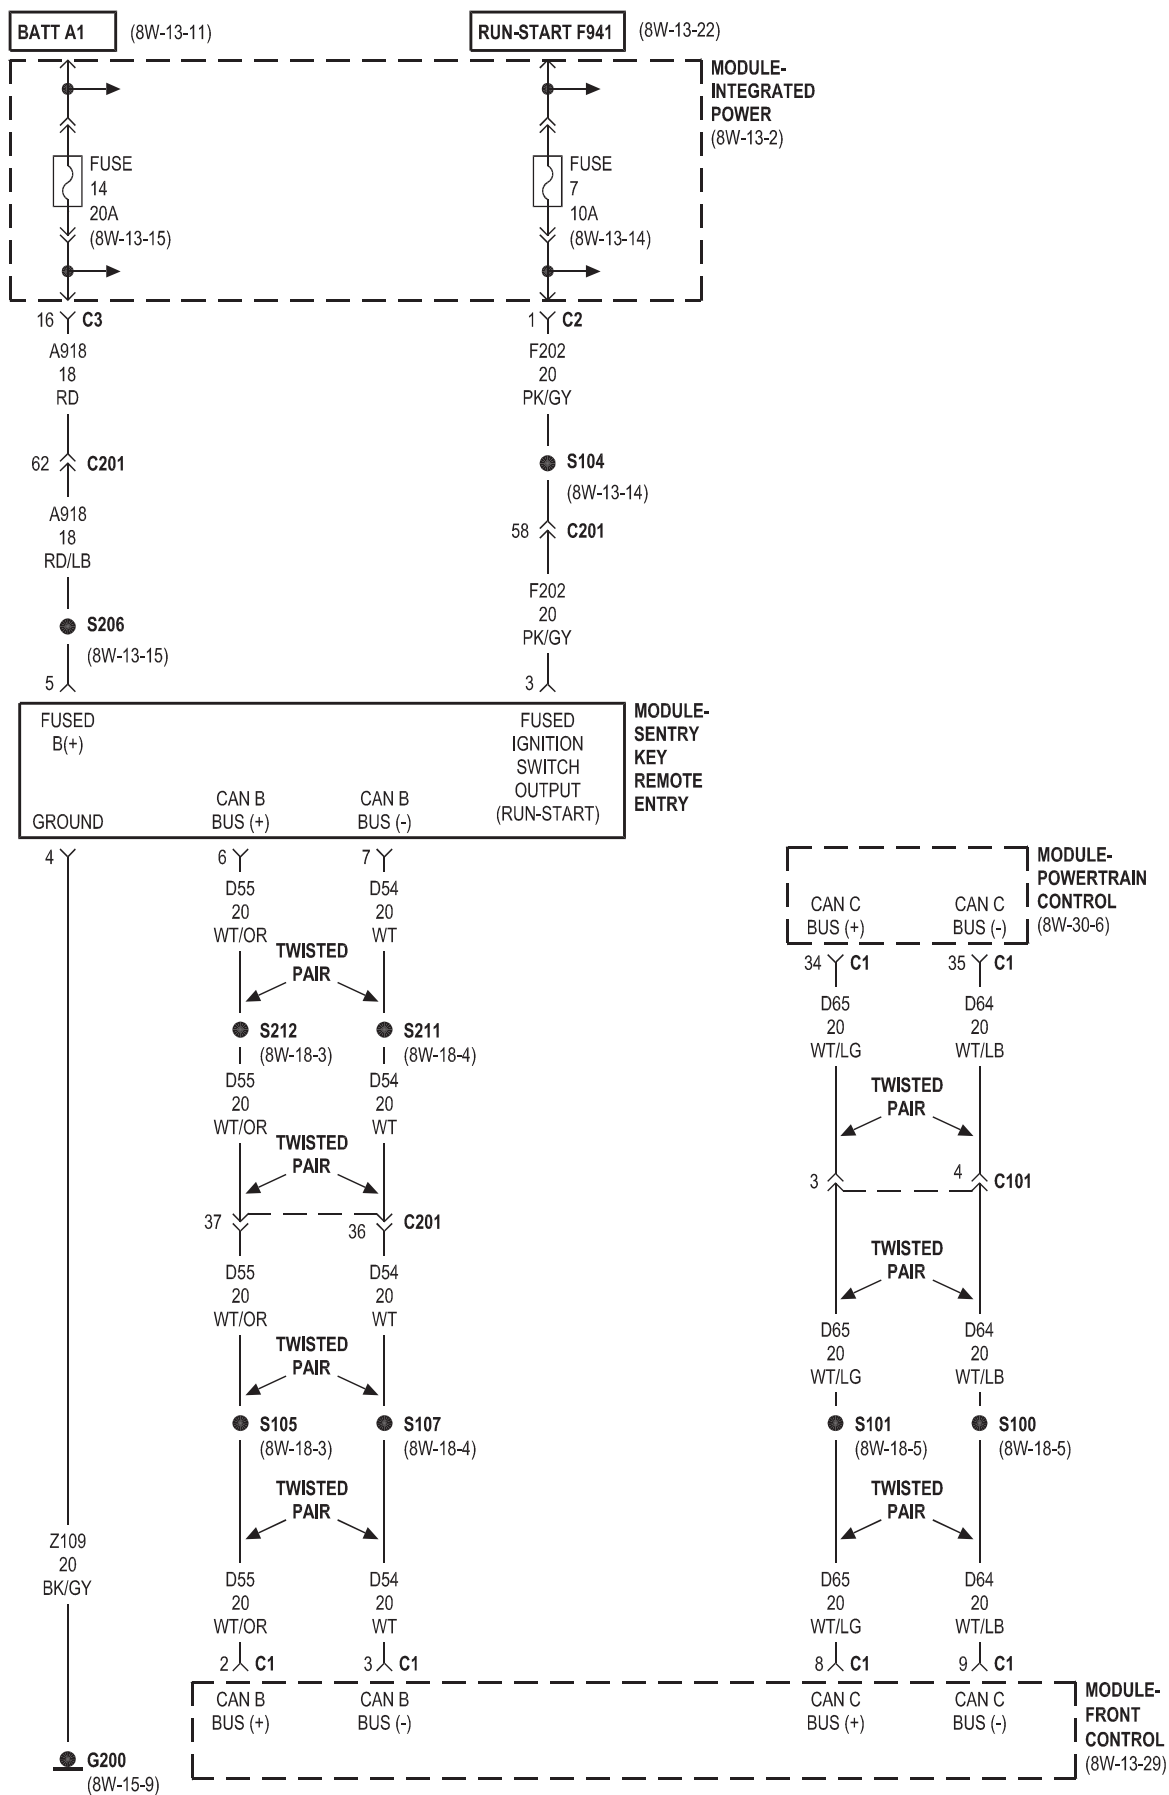 BATT A1 (8W-13-11)
RUN-START F941 (8W-13-22)
MODULE-
INTEGRATED
POWER
(8W-13-2)
FUSE
14
20A
(8W-13-15)
FUSE
7
10A
(8W-13-14)
16 C3
A918
18
RD
62 C201
A918
18
RD/LB
S206
(8W-13-15)
5
1 C2
F202
20
PK/GY
S104
(8W-13-14)
58 C201
F202
20
PK/GY
3
FUSED
B(+)
FUSED
IGNITION
SWITCH
OUTPUT
(RUN-START)
MODULE-
SENTRY
KEY
REMOTE
ENTRY
GROUND
CAN B
BUS (+)
CAN B
BUS (-)
4
6
7
D55
20
WT/OR
D54
20
WT
TWISTED
PAIR
S212
(8W-18-3)
S211
(8W-18-4)
D55
20
WT/OR
D54
20
WT
TWISTED
PAIR
37
36
C201
D55
20
WT/OR
D54
20
WT
TWISTED
PAIR
S105
(8W-18-3)
S107
(8W-18-4)
TWISTED
PAIR
Z109
20
BK/GY
D55
20
WT/OR
D54
20
WT
2 C1
3 C1
G200
(8W-15-9)
MODULE-
POWERTRAIN
CONTROL
(8W-30-6)
CAN C
BUS (+)
CAN C
BUS (-)
34 C1
35 C1
D65
20
WT/LG
D64
20
WT/LB
TWISTED
PAIR
3
4
C101
TWISTED
PAIR
D65
20
WT/LG
D64
20
WT/LB
S101
(8W-18-5)
S100
(8W-18-5)
TWISTED
PAIR
D65
20
WT/LG
D64
20
WT/LB
8 C1
9 C1
CAN B
BUS (+)
CAN B
BUS (-)
CAN C
BUS (+)
CAN C
BUS (-)
MODULE-
FRONT
CONTROL
(8W-13-29)